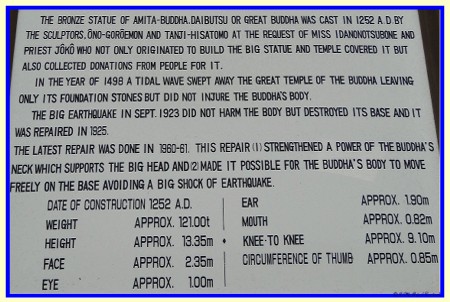 THE BRONZE STATUE OF AMITA-BUDDHA.DAIBUTSU OR GREAT BUDDHA WAS CAST IN 1252 A.D.BY
THE SCULPTORS, ŌNO-GORŌEMON AND TANJI-HISATOMO AT THE REQUEST OF MISS IDANONOTSUBONE AND
PRIEST JŌKŌ WHO NOT ONLY ORIGINATED TO BUILD THE BIG STATUE AND TEMPLE COVERED IT BUT
ALSO COLLECTED DONATIONS FROM PEOPLE FOR IT.
IN THE YEAR OF 1498 A TIDAL WAVE SWEPT AWAY THE GREAT TEMPLE OF THE BUDDHA LEAVING
ONLY ITS FOUNDATION STONES BUT DID NOT INJURE THE BUDDHA'S BODY.
THE BIG EARTHQUAKE IN SEPT. 1923 DID NOT HARM THE BODY BUT DESTROYED ITS BASE AND IT
WAS REPAIRED IN 1925.
THE LATEST REPAIR WAS DONE IN 1960-61. THIS REPAIR (1) STRENGTHENED A POWER OF THE BUDDHA'S
NECK WHICH SUPPORTS THE BIG HEAD AND (2) MADE IT POSSIBLE FOR THE BUDDHA'S BODY TO MOVE
FREELY ON THE BASE AVOIDING A BIG SHOCK OF EARTHQUAKE.
DATE OF CONSTRUCTION 1252 A.D.
WEIGHT APPROX. 121.00t
HEIGHT APPROX. 13.35m
FACE APPROX. 2.35m
EYE APPROX. 1.00m
EAR APPROX. 1.90m
MOUTH APPROX. 0.82m
KNEE-TO KNEE APPROX. 9.10m
CIRCUMFERENCE OF THUMB APPROX. 0.85m